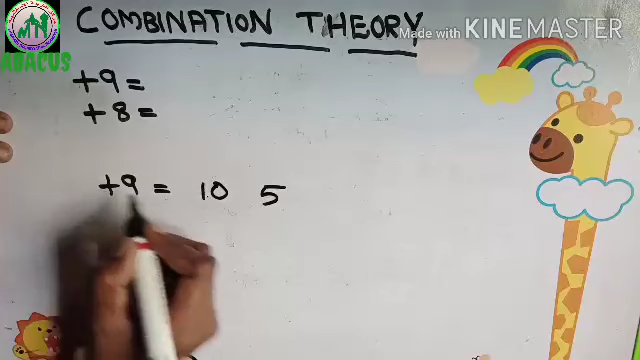 COMBINATION THEORY
Made with KINEMASTER
ABACUS
+9=
+8=
+9= 10 5